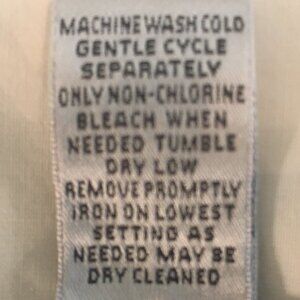 MACHINE WASH COLD
GENTLE CYCLE
SEPARATELY
ONLY NON-CHLORINE
BLEACH WHEN
NEEDED TUMBLE
DRY LOW
REMOVE PROMPTLY
IRON ON LOWEST
SETTING AS
NEEDED MAY BE
DRY CLEANED